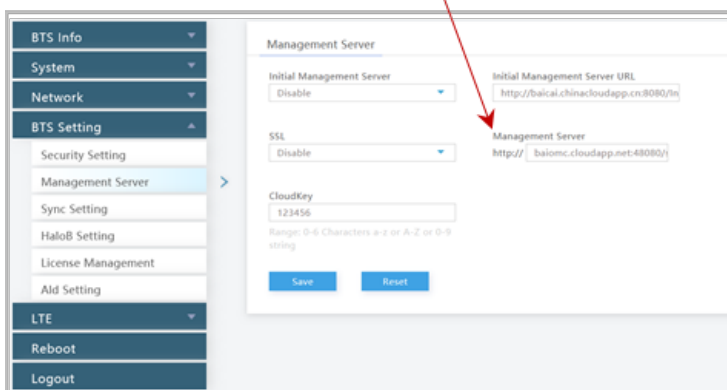 BTS Info
System
Network
BTS Setting
Security Setting
Management Server
Sync Setting
HaloB Setting
License Management
Ald Setting
LTE
Reboot
Logout
Management Server
Initial Management Server
Disable
Initial Management Server URL
http://baicai.chinacloudapp.cn:8080/In
SSL
Disable
Management Server
http:// baiomc.cloudapp.net:48080/
CloudKey
123456
Range: 0-6 Characters a-z or A-Z or 0-9
string
Save Reset